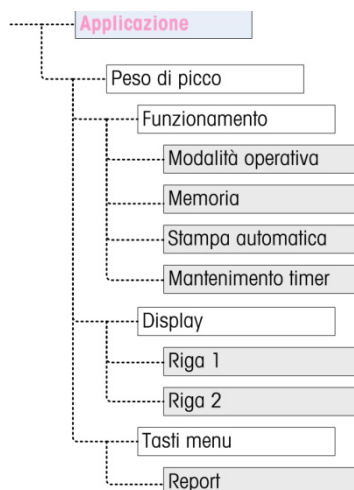 Applicazione
Peso di picco
Funzionamento
Modalità operativa
Memoria
Stampa automatica
Mantenimento timer
Display
Riga 1
Riga 2
Tasti menu
Report